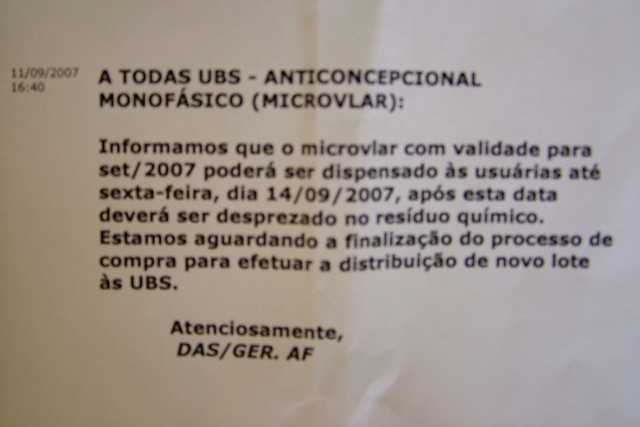 11/09/2007
16:40
A TODAS UBS - ANTICONCEPCIONAL
MONOFÁSICO (MICROVLAR):
Informamos que o microvlar com validade para
set/2007 poderá ser dispensado às usuárias até
sexta-feira, dia 14/09/2007, após esta data
deverá ser desprezado no resíduo químico.
Estamos aguardando a finalização do processo de
compra para efetuar a distribuição de novo lote
às UBS.
Atenciosamente,
DAS/GER. AF